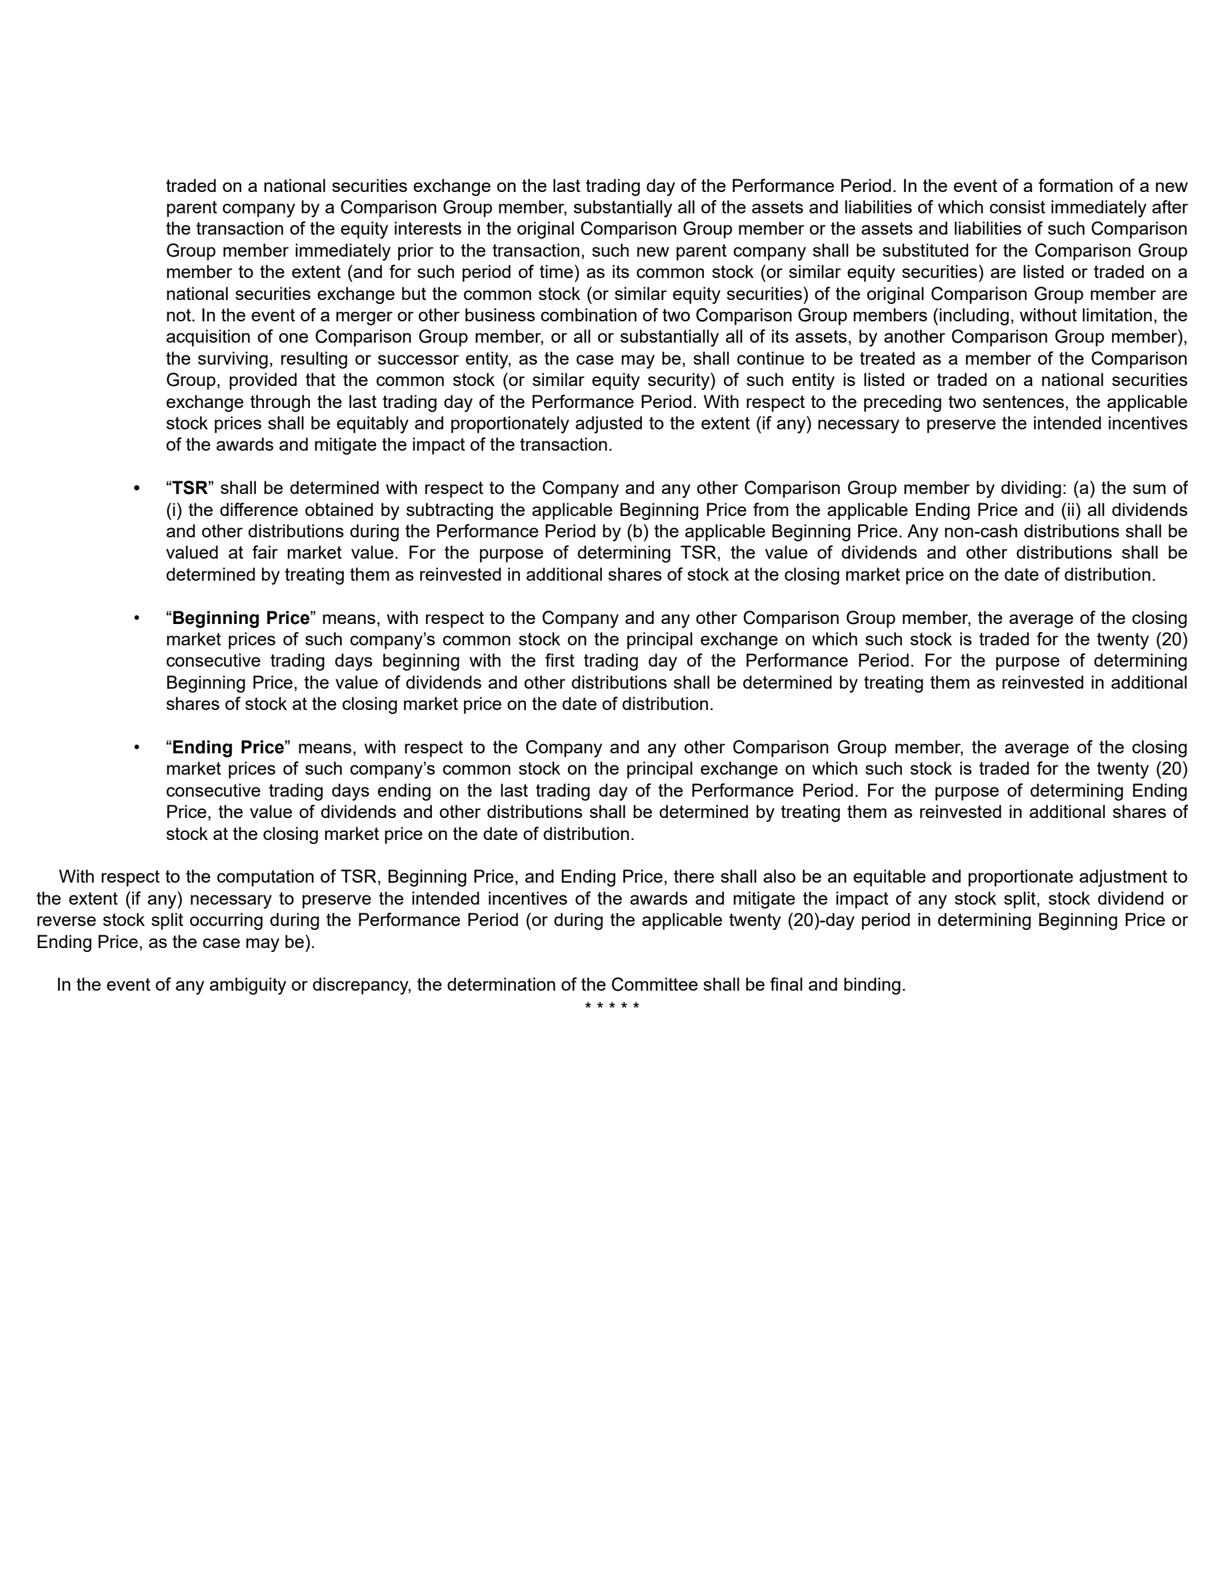 traded on a national securities exchange on the last trading day of the Performance Period. In the event of a formation of a new
parent company by a Comparison Group member, substantially all of the assets and liabilities of which consist immediately after
the transaction of the equity interests in the original Comparison Group member or the assets and liabilities of such Comparison
Group member immediately prior to the transaction, such new parent company shall be substituted for the Comparison Group
member to the extent (and for such period of time) as its common stock (or similar equity securities) are listed or traded on a
national securities exchange but the common stock (or similar equity securities) of the original Comparison Group member are
not. In the event of a merger or other business combination of two Comparison Group members (including, without limitation, the
acquisition of one Comparison Group member, or all or substantially all of its assets, by another Comparison Group member),
the surviving, resulting or successor entity, as the case may be, shall continue to be treated as a member of the Comparison
Group, provided that the common stock (or similar equity security) of such entity is listed or traded on a national securities
exchange through the last trading day of the Performance Period. With respect to the preceding two sentences, the applicable
stock prices shall be equitably and proportionately adjusted to the extent (if any) necessary to preserve the intended incentives
of the awards and mitigate the impact of the transaction.
• “TSR” shall be determined with respect to the Company and any other Comparison Group member by dividing: (a) the sum of
(i) the difference obtained by subtracting the applicable Beginning Price from the applicable Ending Price and (ii) all dividends
and other distributions during the Performance Period by (b) the applicable Beginning Price. Any non-cash distributions shall be
valued at fair market value. For the purpose of determining TSR, the value of dividends and other distributions shall be
determined by treating them as reinvested in additional shares of stock at the closing market price on the date of distribution.
• “Beginning Price” means, with respect to the Company and any other Comparison Group member, the average of the closing
market prices of such company’s common stock on the principal exchange on which such stock is traded for the twenty (20)
consecutive trading days beginning with the first trading day of the Performance Period. For the purpose of determining
Beginning Price, the value of dividends and other distributions shall be determined by treating them as reinvested in additional
shares of stock at the closing market price on the date of distribution.
• “Ending Price” means, with respect to the Company and any other Comparison Group member, the average of the closing
market prices of such company’s common stock on the principal exchange on which such stock is traded for the twenty (20)
consecutive trading days ending on the last trading day of the Performance Period. For the purpose of determining Ending
Price, the value of dividends and other distributions shall be determined by treating them as reinvested in additional shares of
stock at the closing market price on the date of distribution.
With respect to the computation of TSR, Beginning Price, and Ending Price, there shall also be an equitable and proportionate adjustment to
the extent (if any) necessary to preserve the intended incentives of the awards and mitigate the impact of any stock split, stock dividend or
reverse stock split occurring during the Performance Period (or during the applicable twenty (20)-day period in determining Beginning Price or
Ending Price, as the case may be).
In the event of any ambiguity or discrepancy, the determination of the Committee shall be final and binding.
* * * * *